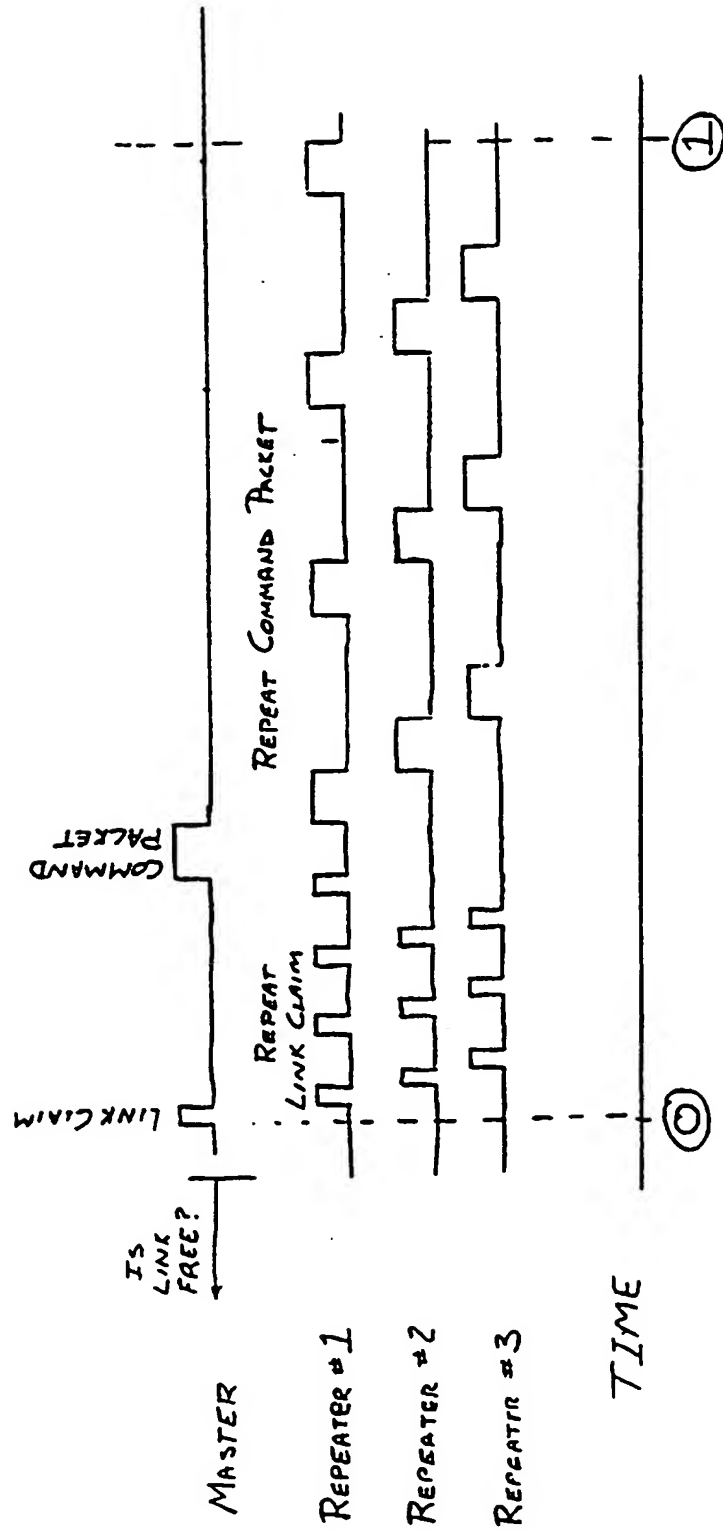 IS
LINK
FREE?
LINK CLAIM
COMMAND
PACKET
MASTER
REPEAT
LINK CLAIM
REPEAT COMMAND PACKET
REPEATER #1
REPEATER #2
REPEATER #3
TIME
0
1